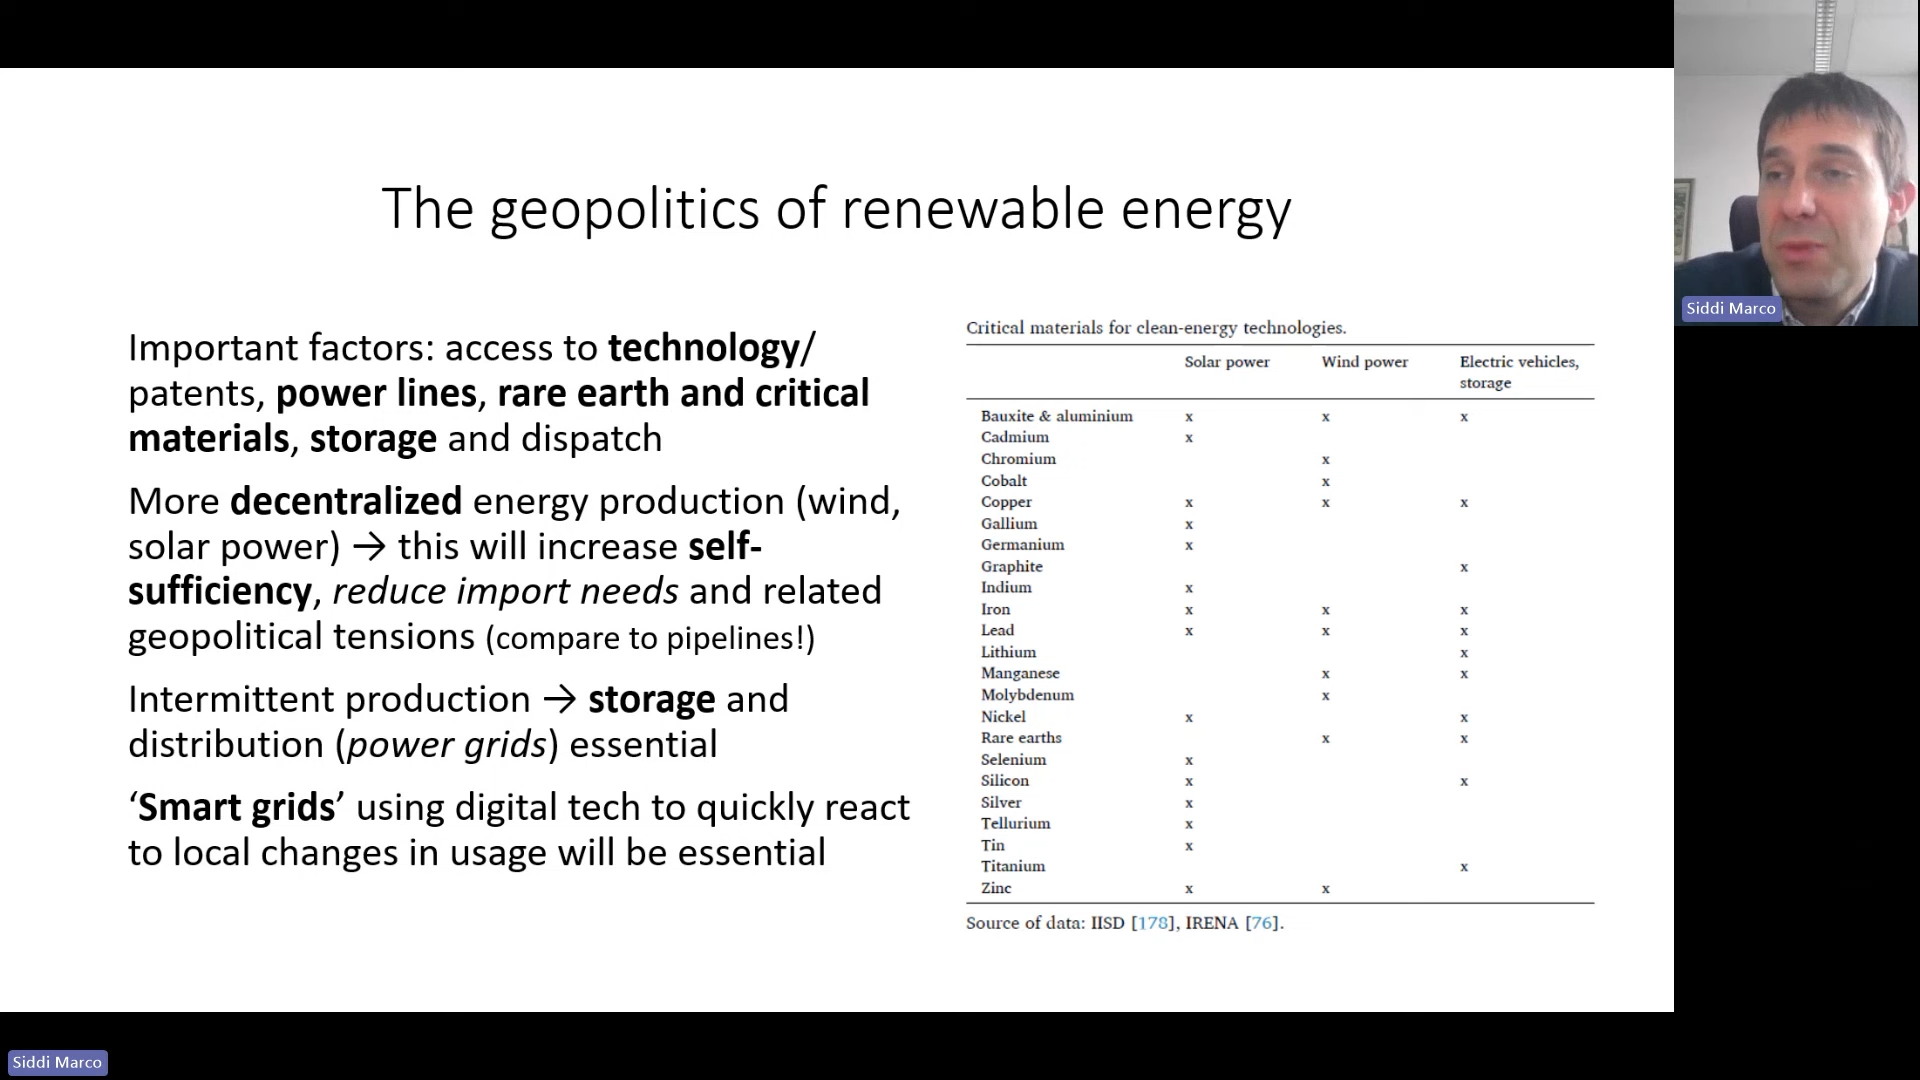 The geopolitics of renewable energy
Important factors: access to technology/
patents, power lines, rare earth and critical
materials, storage and dispatch
More decentralized energy production (wind,
solar power) → this will increase self-
sufficiency, reduce import needs and related
geopolitical tensions (compare to pipelines!)
Intermittent production → storage and
distribution (power grids) essential
‘Smart grids’ using digital tech to quickly react
to local changes in usage will be essential
Critical materials for clean-energy technologies.
Solar power Wind power Electric vehicles,
storage
Bauxite & aluminium x x x
Cadmium x
Chromium x
Cobalt x
Copper x x x
Gallium x
Germanium x
Graphite x
Indium x
Iron x x x
Lead x x x
Lithium x
Manganese x x
Molybdenum x
Nickel x x
Rare earths x x
Selenium x
Silicon x x
Silver x
Tellurium x
Tin x
Titanium x
Zinc x x
Source of data: IISD [178], IRENA [76].
Siddi Marco
Siddi Marco